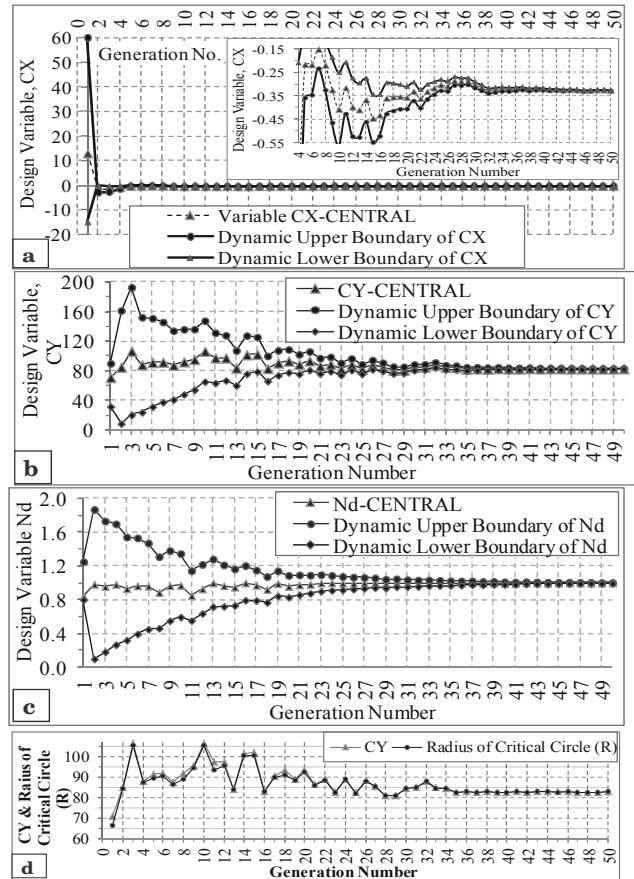 0 2 4 6 8 10 12 14 16 18 20 22 24 26 28 30 32 34 36 38 40 42 44 46 48 50
Generation No.
Design Variable, CX
60
50
40
30
20
10
0
-10
-20
Design Variable, CX
-0.15
-0.25
-0.35
-0.45
-0.55
4 6 8 10 12 14 16 18 20 22 24 26 28 30 32 34 36 38 40 42 44 46 48 50
Generation Number
Variable CX-CENTRAL
Dynamic Upper Boundary of CX
Dynamic Lower Boundary of CX
a
Design Variable, CY
200
160
120
80
40
0
CY-CENTRAL
Dynamic Upper Boundary of CY
Dynamic Lower Boundary of CY
1 3 5 7 9 11 13 15 17 19 21 23 25 27 29 31 33 35 37 39 41 43 45 47 49
Generation Number
b
Design Variable Nd
2.0
1.6
1.2
0.8
0.4
0.0
Nd-CENTRAL
Dynamic Upper Boundary of Nd
Dynamic Lower Boundary of Nd
1 3 5 7 9 11 13 15 17 19 21 23 25 27 29 31 33 35 37 39 41 43 45 47 49
Generation Number
c
CY & Raius of
Critical Circle
(R)
100
90
80
70
60
CY
Radius of Critical Circle (R)
0 2 4 6 8 10 12 14 16 18 20 22 24 26 28 30 32 34 36 38 40 42 44 46 48 50
Generation Number
d